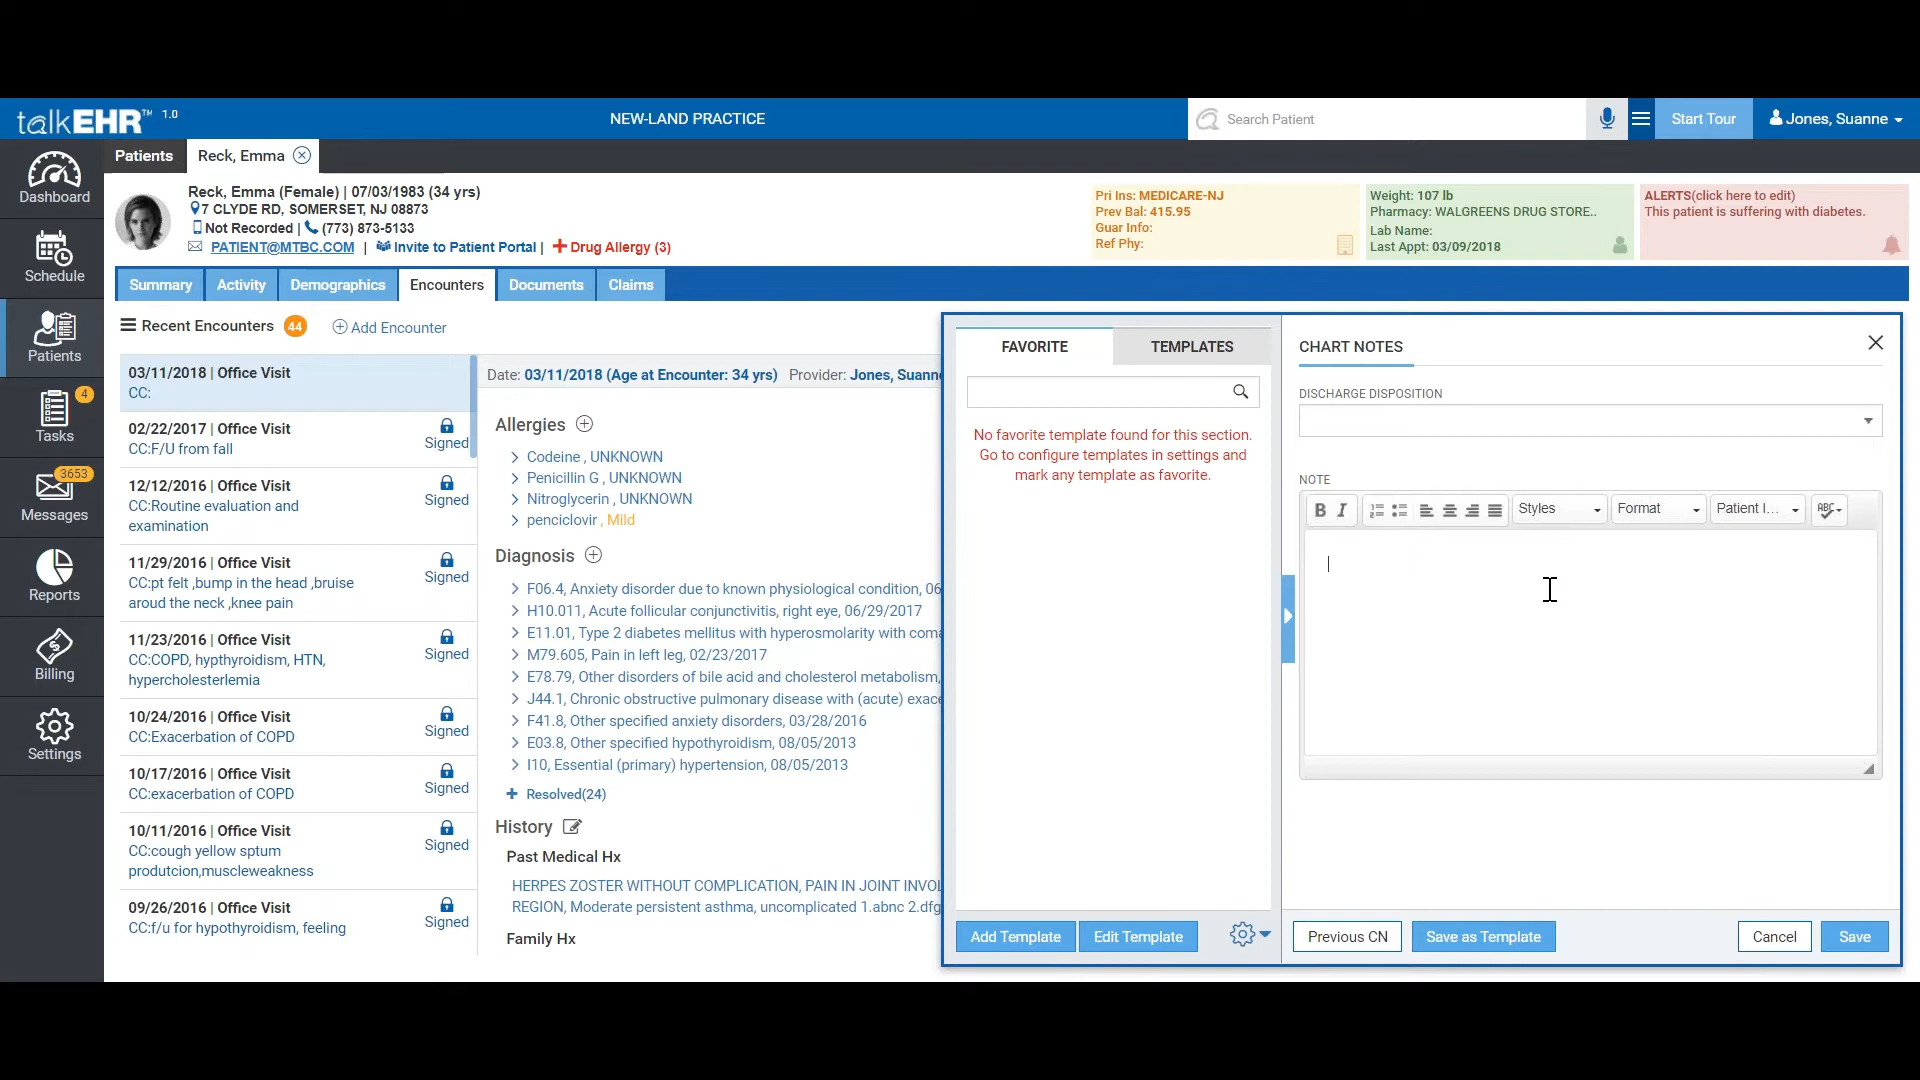 talkEHR™ 1.0
NEW-LAND PRACTICE
Search Patient
Start Tour
Jones, Suanne
Dashboard
Schedule
Patients
4
Tasks
3653
Messages
Reports
Billing
Settings
Patients
Reck, Emma
Reck, Emma (Female) | 07/03/1983 (34 yrs)
7 CLYDE RD, SOMERSET, NJ 08873
Not Recorded | (773) 873-5133
PATIENT@MTBC.COM | Invite to Patient Portal | Drug Allergy (3)
Pri Ins: MEDICARE-NJ
Prev Bal: 415.95
Guar Info:
Ref Phy:
Weight: 107 lb
Pharmacy: WALGREENS DRUG STORE..
Lab Name:
Last Appt: 03/09/2018
ALERTS(click here to edit)
This patient is suffering with diabetes.
Summary
Activity
Demographics
Encounters
Documents
Claims
Recent Encounters 44
Add Encounter
03/11/2018 | Office Visit
CC:
02/22/2017 | Office Visit
CC:F/U from fall
Signed
12/12/2016 | Office Visit
CC:Routine evaluation and
examination
Signed
11/29/2016 | Office Visit
CC:pt felt ,bump in the head ,bruise
aroud the neck ,knee pain
Signed
11/23/2016 | Office Visit
CC:COPD, hypthyroidism, HTN,
hypercholesterlemia
Signed
10/24/2016 | Office Visit
CC:Exacerbation of COPD
Signed
10/17/2016 | Office Visit
CC:exacerbation of COPD
Signed
10/11/2016 | Office Visit
CC:cough yellow sptum
produtcion,muscleweakness
Signed
09/26/2016 | Office Visit
CC:f/u for hypothyroidism, feeling
Signed
Date: 03/11/2018 (Age at Encounter: 34 yrs) Provider: Jones, Suann
Allergies
Codeine , UNKNOWN
Penicillin G , UNKNOWN
Nitroglycerin , UNKNOWN
penciclovir , Mild
Diagnosis
F06.4, Anxiety disorder due to known physiological condition, 06
H10.011, Acute follicular conjunctivitis, right eye, 06/29/2017
E11.01, Type 2 diabetes mellitus with hyperosmolarity with coma
M79.605, Pain in left leg, 02/23/2017
E78.79, Other disorders of bile acid and cholesterol metabolism,
J44.1, Chronic obstructive pulmonary disease with (acute) exace
F41.8, Other specified anxiety disorders, 03/28/2016
E03.8, Other specified hypothyroidism, 08/05/2013
I10, Essential (primary) hypertension, 08/05/2013
Resolved(24)
History
Past Medical Hx
HERPES ZOSTER WITHOUT COMPLICATION, PAIN IN JOINT INVOL
REGION, Moderate persistent asthma, uncomplicated 1.abnc 2.dfg
Family Hx
FAVORITE
TEMPLATES
No favorite template found for this section.
Go to configure templates in settings and
mark any template as favorite.
Add Template
Edit Template
CHART NOTES
DISCHARGE DISPOSITION
NOTE
B I
Styles
Format
Patient I...
ABC
Previous CN
Save as Template
Cancel
Save